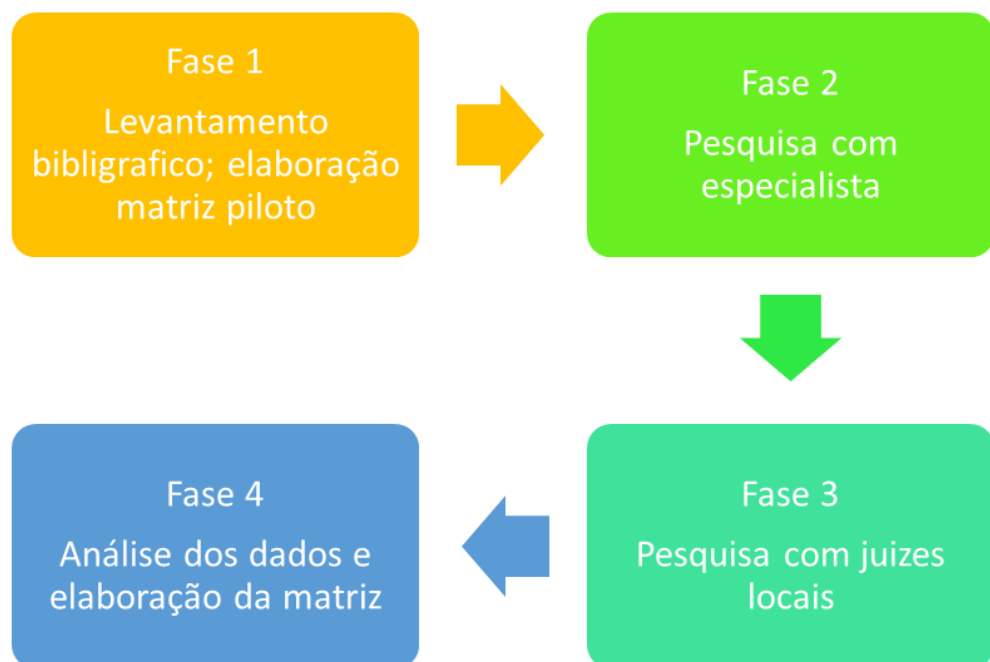 Fase 1
Levantamento
bibligrafico; elaboração
matriz piloto
Fase 2
Pesquisa com
especialista
Fase 3
Pesquisa com juizes
locais
Fase 4
Análise dos dados e
elaboração da matriz